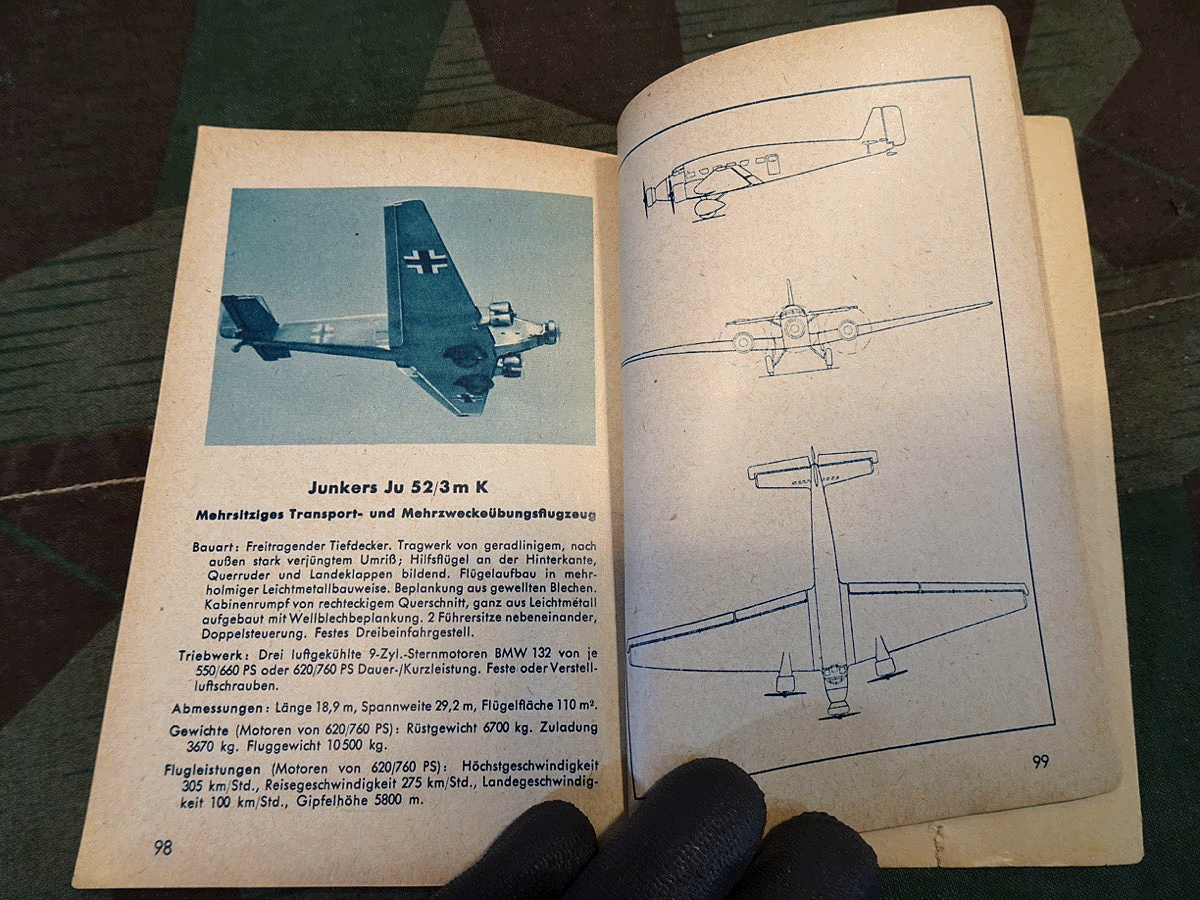 Junkers Ju 52/3m K
Mehrsitziges Transport- und Mehrzweckeübungsflugzeug
Bauart: Freitragender Tiefdecker. Tragwerk von geradlinigem, nach
außen stark verjüngtem Umriß; Hilfsflügel an der Hinterkante,
Querruder und Landeklappen bildend. Flügelaufbau in mehr-
holmiger Leichtmetallbauweise. Beplankung aus gewellten Blechen.
Kabinenrumpf von rechteckigem Querschnitt, ganz aus Leichtmetall
aufgebaut mit Wellblechbeplankung. 2 Führersitze nebeneinander,
Doppelsteuerung. Festes Dreibeinfahrgestell.
Triebwerk: Drei luftgekühlte 9-Zyl.-Sternmotoren BMW 132 von je
550/660 PS oder 620/760 PS Dauer-/Kurzleistung. Feste oder Verstell-
luftschrauben.
Abmessungen: Länge 18,9 m, Spannweite 29,2 m, Flügelfläche 110 m².
Gewichte (Motoren von 620/760 PS): Rüstgewicht 6700 kg. Zuladung
3670 kg. Fluggewicht 10500 kg.
Flugleistungen (Motoren von 620/760 PS): Höchstgeschwindigkeit
305 km/Std., Reisegeschwindigkeit 275 km/Std., Landegeschwindig-
keit 100 km/Std., Gipfelhöhe 5800 m.
98
99